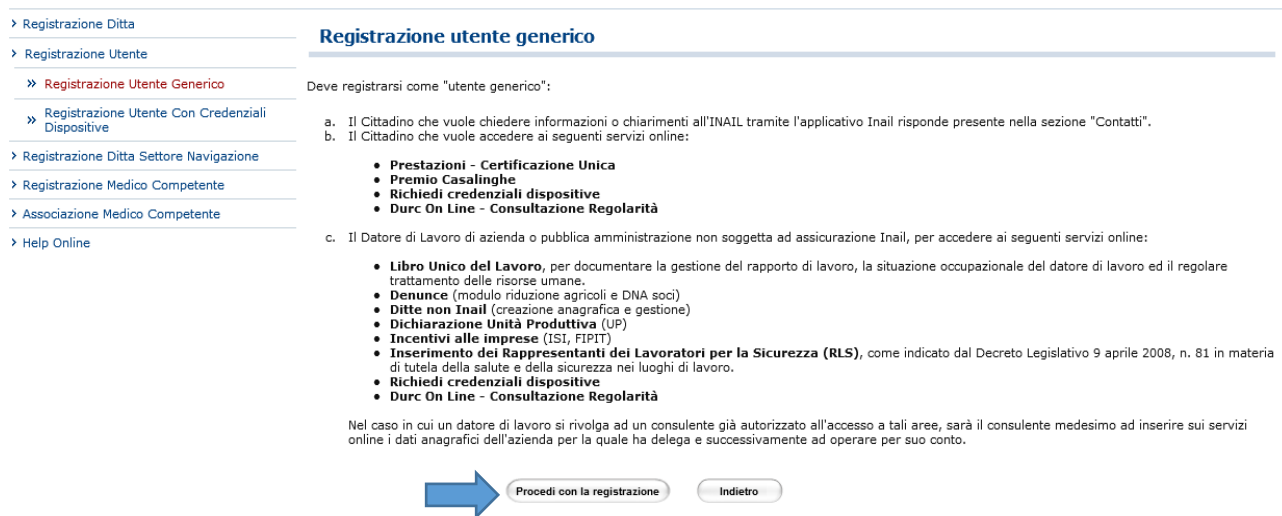 Registrazione Ditta
Registrazione Utente
Registrazione Utente Generico
Registrazione Utente Con Credenziali
Dispositive
Registrazione Ditta Settore Navigazione
Registrazione Medico Competente
Associazione Medico Competente
Help Online
Registrazione utente generico
Deve registrarsi come "utente generico":
a. Il Cittadino che vuole chiedere informazioni o chiarimenti all'INAIL tramite l'applicativo Inail risponde presente nella sezione "Contatti".
b. Il Cittadino che vuole accedere ai seguenti servizi online:
● Prestazioni - Certificazione Unica
● Premio Casalinghe
● Richiedi credenziali dispositive
● Durc On Line - Consultazione Regolarità
c. Il Datore di Lavoro di azienda o pubblica amministrazione non soggetta ad assicurazione Inail, per accedere ai seguenti servizi online:
● Libro Unico del Lavoro, per documentare la gestione del rapporto di lavoro, la situazione occupazionale del datore di lavoro ed il regolare
trattamento delle risorse umane.
● Denunce (modulo riduzione agricoli e DNA soci)
● Ditte non Inail (creazione anagrafica e gestione)
● Dichiarazione Unità Produttiva (UP)
● Incentivi alle imprese (ISI, FIPIT)
● Inserimento dei Rappresentanti dei Lavoratori per la Sicurezza (RLS), come indicato dal Decreto Legislativo 9 aprile 2008, n. 81 in materia
di tutela della salute e della sicurezza nei luoghi di lavoro.
● Richiedi credenziali dispositive
● Durc On Line - Consultazione Regolarità
Nel caso in cui un datore di lavoro si rivolga ad un consulente già autorizzato all'accesso a tali aree, sarà il consulente medesimo ad inserire sui servizi
online i dati anagrafici dell'azienda per la quale ha delega e successivamente ad operare per suo conto.
Procedi con la registrazione
Indietro